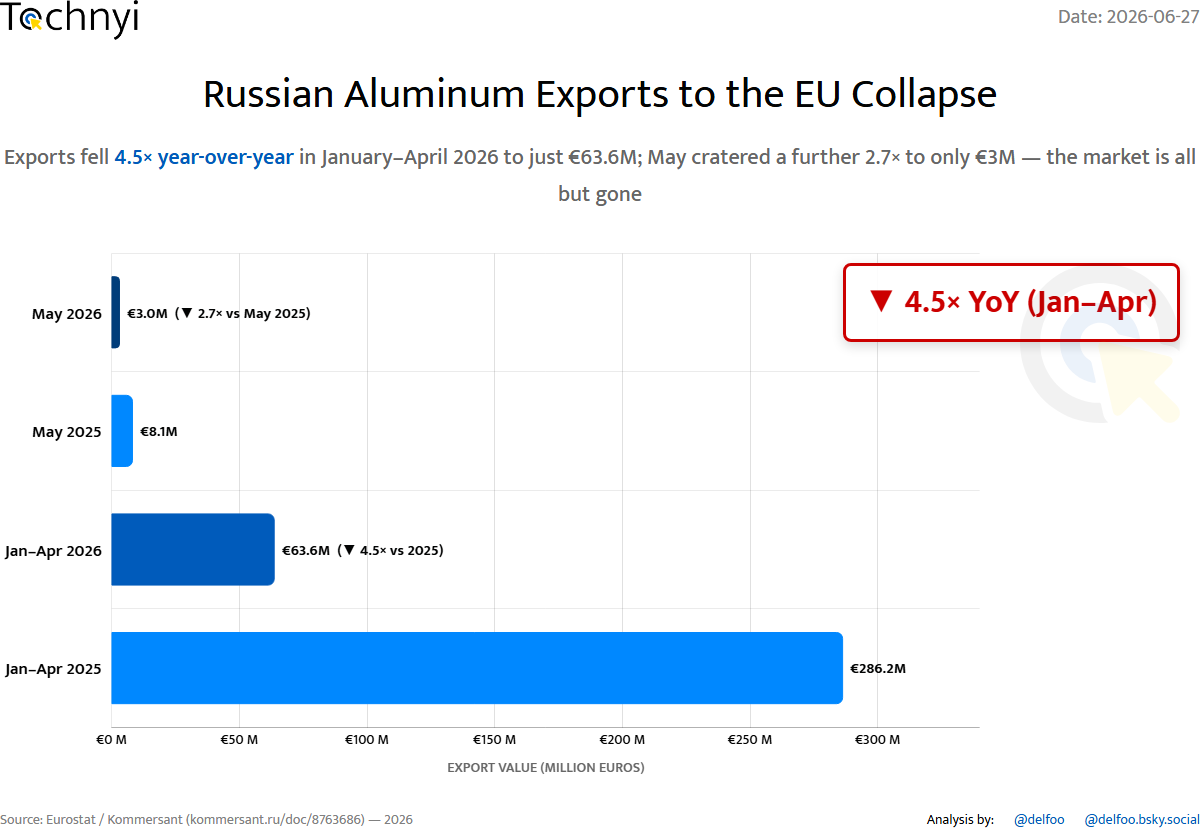 Technyi
Date: 2026-06-27
Russian Aluminum Exports to the EU Collapse
Exports fell 4.5× year-over-year in January–April 2026 to just €63.6M; May cratered a further 2.7× to only €3M — the market is all
but gone
▼ 4.5× YoY (Jan–Apr)
May 2026
€3.0M (▼ 2.7× vs May 2025)
May 2025
€8.1M
Jan–Apr 2026
€63.6M (▼ 4.5× vs 2025)
Jan–Apr 2025
€286.2M
€0 M €50 M €100 M €150 M €200 M €250 M €300 M
EXPORT VALUE (MILLION EUROS)
Source: Eurostat / Kommersant (kommersant.ru/doc/8763686) — 2026
Analysis by: @delfoo @delfoo.bsky.social